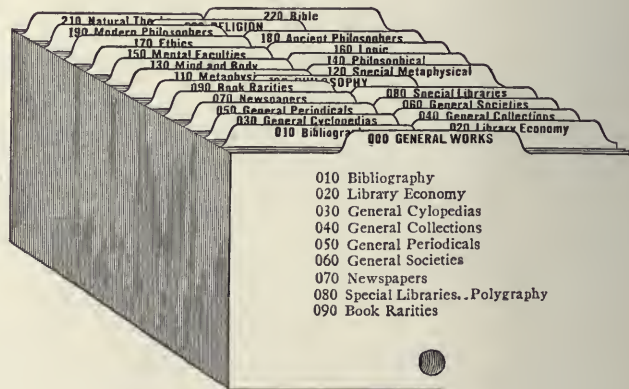 220 Bible
210 Natural
RELIGION
190 Modern Philosophers
180 Ancient Philosophers
170 Ethics
160 Logic
150 Mental Faculties
140 Philosophical
130 Mind and Body
120 Special Metaphysical
110 Metaphysi
PHILOSOPHY
090 Book Rarities
080 Special Libraries
070 Newspapers
060 General Societies
050 General Periodicals
040 General Collections
030 General Cyclopedias
020 Library Economy
010 Bibliogra
000 GENERAL WORKS
010 Bibliography
020 Library Economy
030 General Cylopedias
040 General Collections
050 General Periodicals
060 General Societies
070 Newspapers
080 Special Libraries..Polygraphy
090 Book Rarities